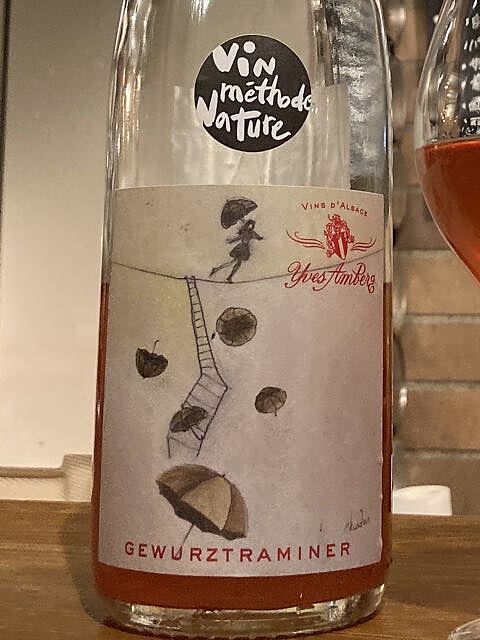 Vin
méthode
Nature
VINS D'ALSACE
Yves Amberg
GEWURZTRAMINER